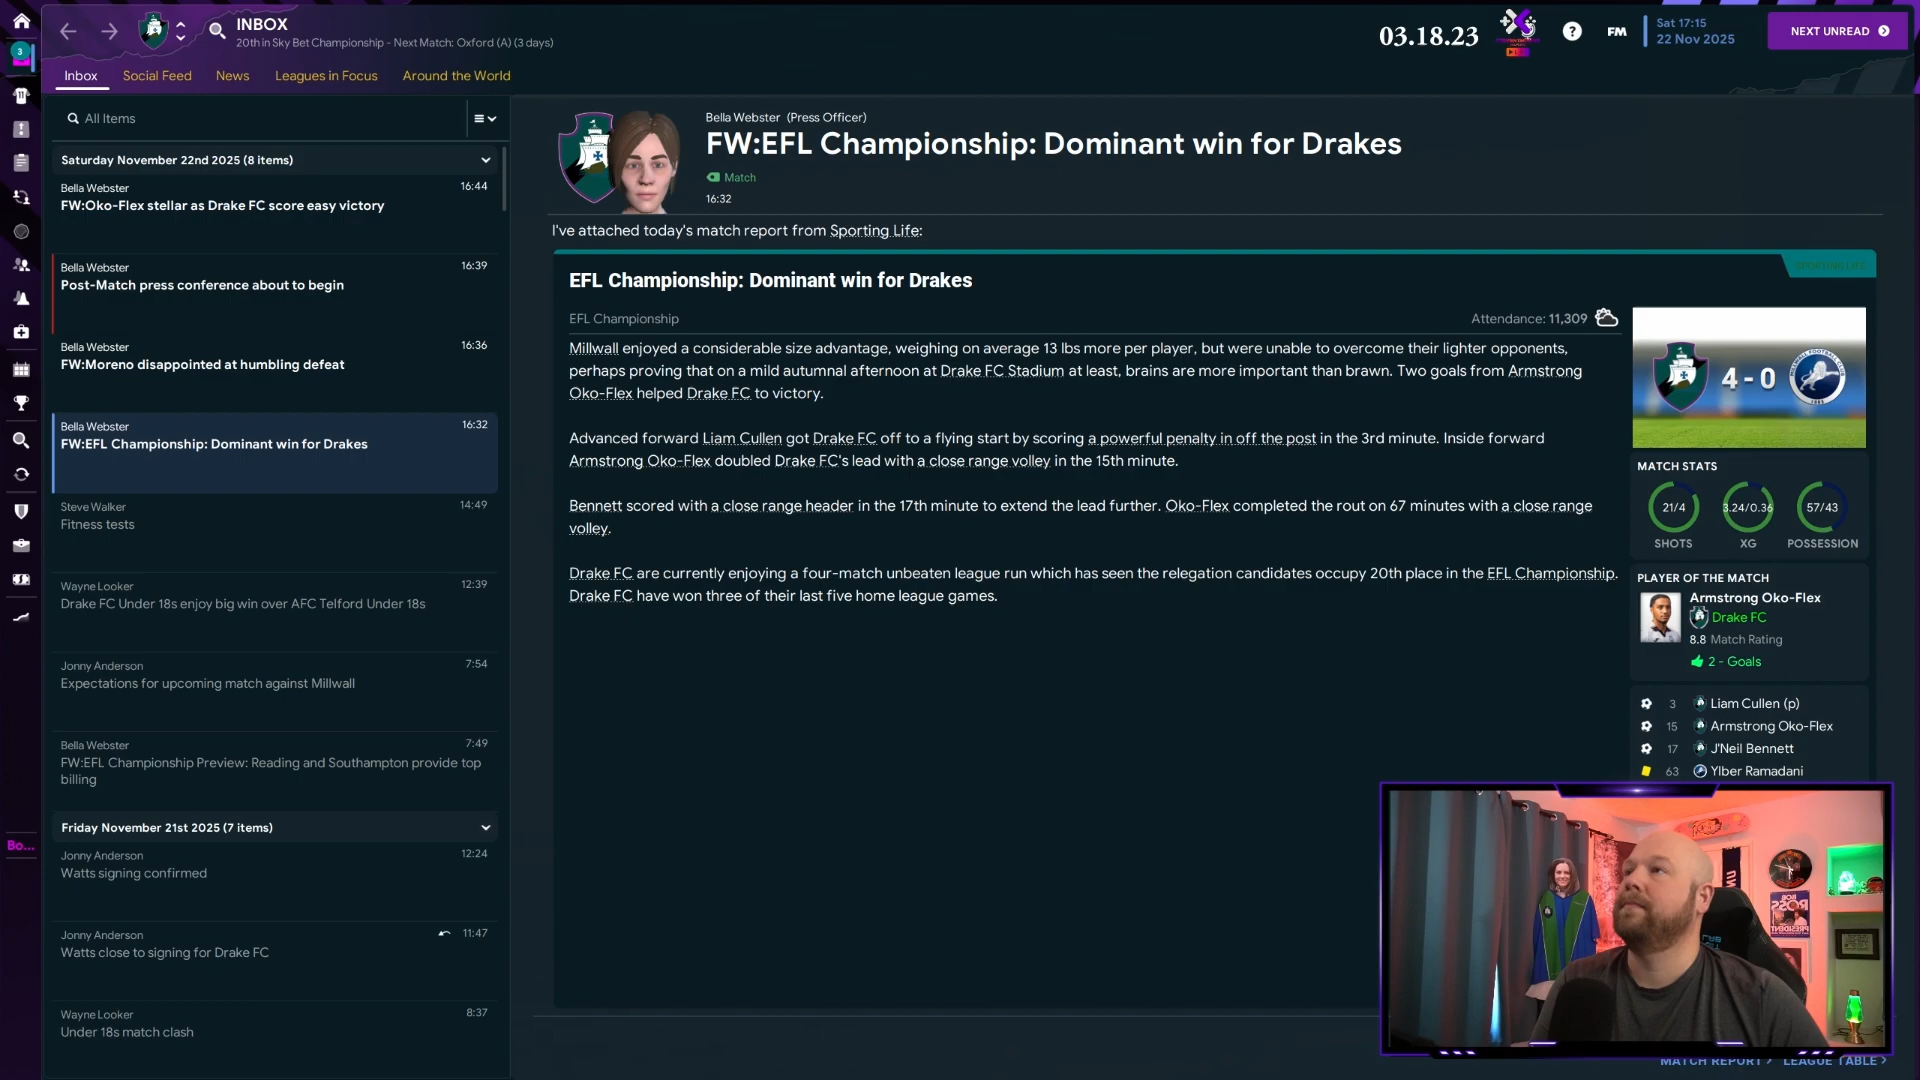 INBOX
20th in Sky Bet Championship - Next Match: Oxford (A) (3 days)
03.18.23
FM
Sat 17:15
22 Nov 2025
NEXT UNREAD
3
Inbox
Social Feed
News
Leagues in Focus
Around the World
All Items
Saturday November 22nd 2025 (8 items)
Bella Webster
16:44
FW:Oko-Flex stellar as Drake FC score easy victory
Bella Webster
16:39
Post-Match press conference about to begin
Bella Webster
16:36
FW:Moreno disappointed at humbling defeat
Bella Webster
16:32
FW:EFL Championship: Dominant win for Drakes
Steve Walker
14:49
Fitness tests
Wayne Looker
12:39
Drake FC Under 18s enjoy big win over AFC Telford Under 18s
Jonny Anderson
7:54
Expectations for upcoming match against Millwall
Bella Webster
7:49
FW:EFL Championship Preview: Reading and Southampton provide top
billing
Friday November 21st 2025 (7 items)
Jonny Anderson
12:24
Watts signing confirmed
Jonny Anderson
11:47
Watts close to signing for Drake FC
Wayne Looker
8:37
Under 18s match clash
Bo...
Bella Webster (Press Officer)
FW:EFL Championship: Dominant win for Drakes
Match
16:32
I've attached today's match report from Sporting Life:
SPORTING LIFE
EFL Championship: Dominant win for Drakes
EFL Championship
Attendance: 11,309
Millwall enjoyed a considerable size advantage, weighing on average 13 lbs more per player, but were unable to overcome their lighter opponents,
perhaps proving that on a mild autumnal afternoon at Drake FC Stadium at least, brains are more important than brawn. Two goals from Armstrong
Oko-Flex helped Drake FC to victory.
Advanced forward Liam Cullen got Drake FC off to a flying start by scoring a powerful penalty in off the post in the 3rd minute. Inside forward
Armstrong Oko-Flex doubled Drake FC's lead with a close range volley in the 15th minute.
Bennett scored with a close range header in the 17th minute to extend the lead further. Oko-Flex completed the rout on 67 minutes with a close range
volley.
Drake FC are currently enjoying a four-match unbeaten league run which has seen the relegation candidates occupy 20th place in the EFL Championship.
Drake FC have won three of their last five home league games.
4 - 0
MATCH STATS
21/4
3.24/0.36
57/43
SHOTS
XG
POSSESSION
PLAYER OF THE MATCH
Armstrong Oko-Flex
Drake FC
8.8 Match Rating
2 - Goals
3 Liam Cullen (p)
15 Armstrong Oko-Flex
17 J'Neil Bennett
63 Ylber Ramadani
BOB
ROSS
PRESIDENT
MATCH REPORT
LEAGUE TABLE